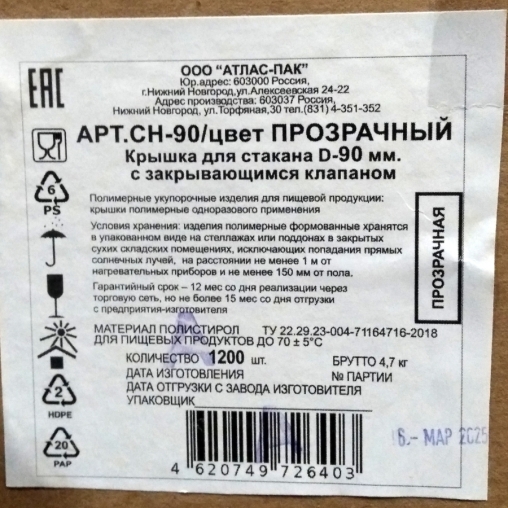 EAC
ООО "АТЛАС-ПАК"
Юр.адрес: 603000 Россия,
г.Нижний Новгород,ул.Алексеевская 24-22
Адрес производства: 603037 Россия,
Нижний Новгород, ул.Торфяная,30 тел.(831) 4-351-352
АРТ.СН-90/цвет ПРОЗРАЧНЫЙ
Крышка для стакана D-90 мм.
с закрывающимся клапаном
6
PS
Полимерные укупорочные изделия для пищевой продукции:
крышки полимерные одноразового применения
Условия хранения: изделия полимерные формованные хранятся
в упакованном виде на стеллажах или поддонах в закрытых
сухих складских помещениях, исключающих попадания прямых
солнечных лучей, на расстоянии не менее 1 м от
нагревательных приборов и не менее 150 мм от пола.
ПРОЗРАЧНАЯ
Гарантийный срок – 12 мес со дня реализации через
торговую сеть, но не более 15 мес со дня отгрузки
с предприятия-изготовителя
МАТЕРИАЛ ПОЛИСТИРОЛ ТУ 22.29.23-004-71164716-2018
ДЛЯ ПИЩЕВЫХ ПРОДУКТОВ ДО 70 ± 5°С
КОЛИЧЕСТВО 1200 шт. БРУТТО 4,7 кг
ДАТА ИЗГОТОВЛЕНИЯ № ПАРТИИ
ДАТА ОТГРУЗКИ С ЗАВОДА ИЗГОТОВИТЕЛЯ
УПАКОВЩИК
2
HDPE
20
PAP
6.- МАР 2025
4 620749 726403